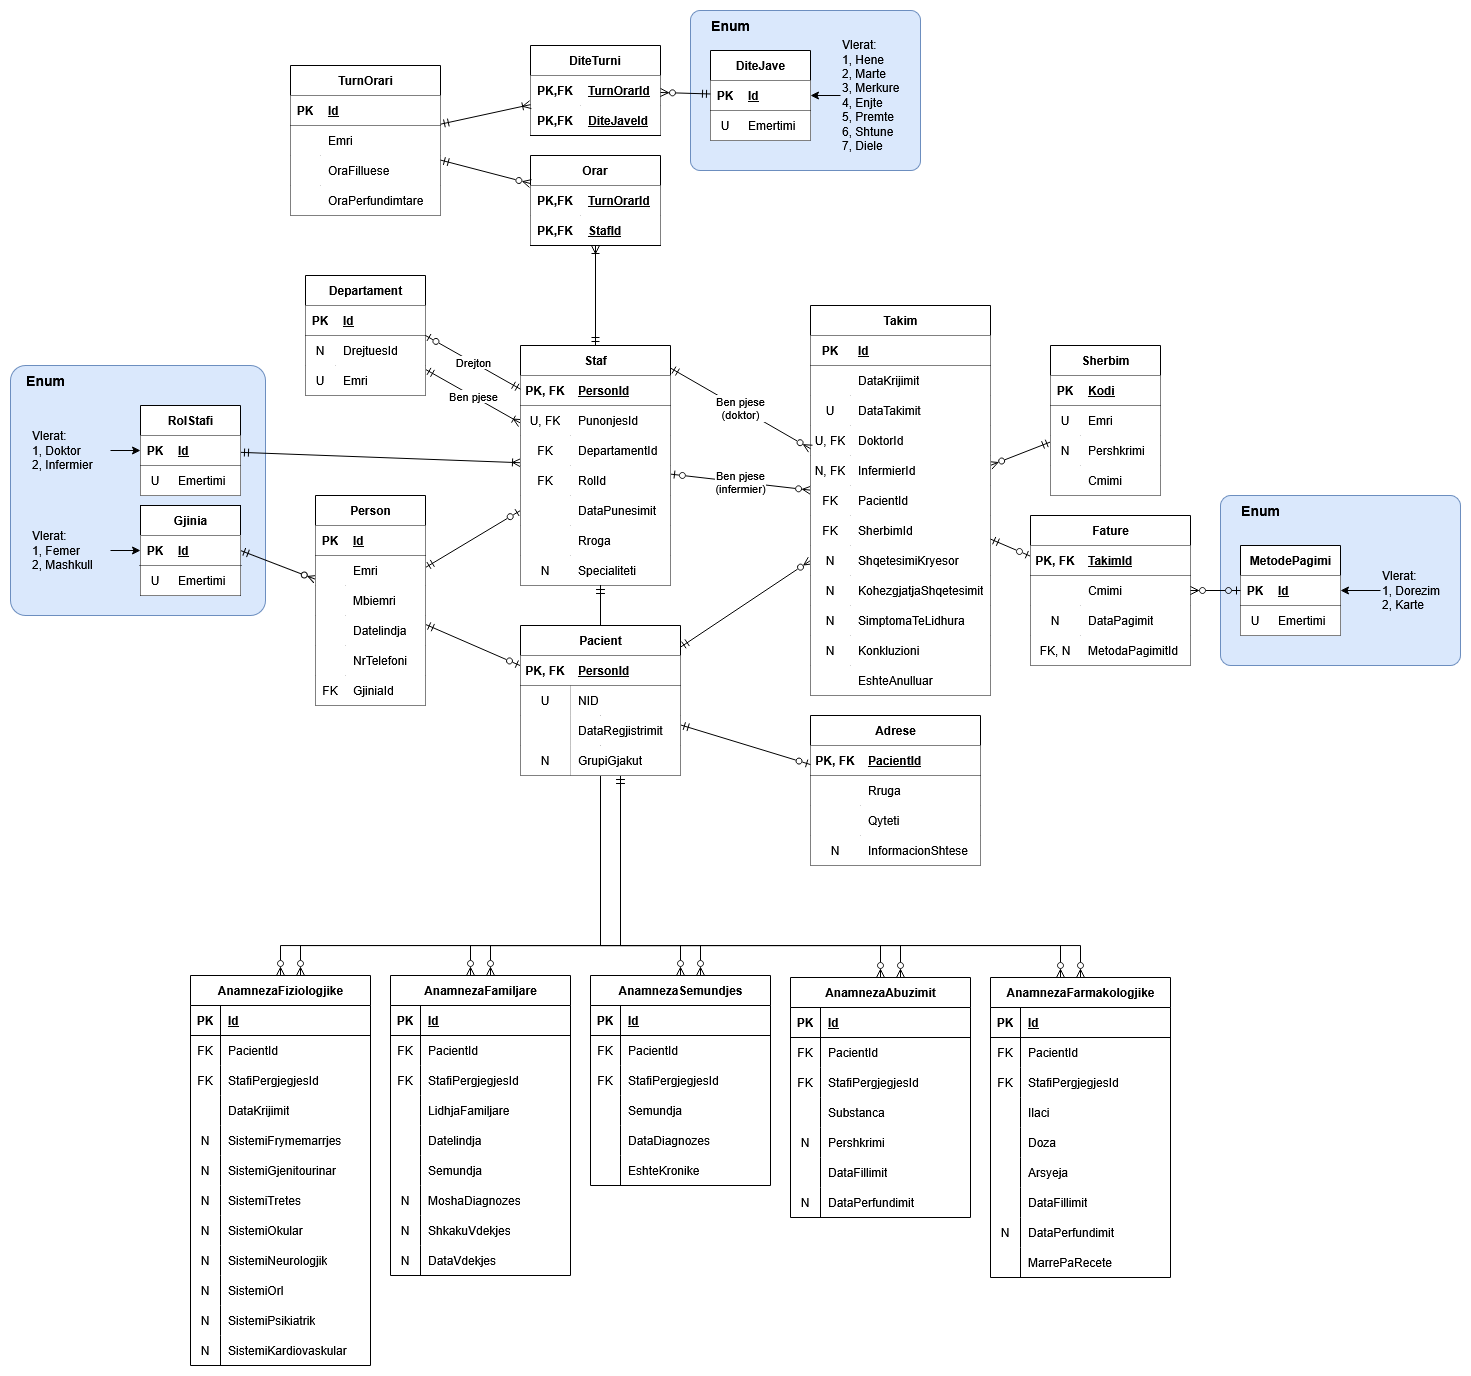 Enum
DiteJave
PK Id
U Emertimi
Vlerat:
1, Hene
2, Marte
3, Merkure
4, Enjte
5, Premte
6, Shtune
7, Diele
DiteTurni
PK,FK TurnOrarId
PK,FK DiteJaveId
TurnOrari
PK Id
Emri
OraFilluese
OraPerfundimtare
Orar
PK,FK TurnOrarId
PK,FK StafId
Departament
PK Id
N DrejtuesId
U Emri
Drejton
Ben pjese
Enum
RolStafi
PK Id
U Emertimi
Vlerat:
1, Doktor
2, Infermier
Gjinia
PK Id
U Emertimi
Vlerat:
1, Femer
2, Mashkull
Person
PK Id
Emri
Mbiemri
Datelindja
NrTelefoni
FK GjiniaId
Staf
PK, FK PersonId
U, FK PunonjesId
FK DepartamentId
FK RolId
DataPunesimit
Rroga
N Specialiteti
Ben pjese
(doktor)
Ben pjese
(infermier)
Takim
PK Id
DataKrijimit
U DataTakimit
U, FK DoktorId
N, FK InfermierId
FK PacientId
FK SherbimId
N ShqetesimiKryesor
N KohezgjatjaShqetesimit
N SimptomaTeLidhura
N Konkluzioni
EshteAnulluar
Sherbim
PK Kodi
U Emri
N Pershkrimi
Cmimi
Fature
PK, FK TakimId
Cmimi
N DataPagimit
FK, N MetodaPagimitId
Enum
MetodePagimi
PK Id
U Emertimi
Vlerat:
1, Dorezim
2, Karte
Pacient
PK, FK PersonId
U NID
DataRegjistrimit
N GrupiGjakut
Adrese
PK, FK PacientId
Rruga
Qyteti
N InformacionShtese
AnamnezaFiziologjike
PK Id
FK PacientId
FK StafiPergjegjesId
DataKrijimit
N SistemiFrymemarrjes
N SistemiGjenitourinar
N SistemiTretes
N SistemiOkular
N SistemiNeurologjik
N SistemiOrl
N SistemiPsikiatrik
N SistemiKardiovaskular
AnamnezaFamiljare
PK Id
FK PacientId
FK StafiPergjegjesId
LidhjaFamiljare
Datelindja
Semundja
N MoshaDiagnozes
N ShkakuVdekjes
N DataVdekjes
AnamnezaSemundjes
PK Id
FK PacientId
FK StafiPergjegjesId
Semundja
DataDiagnozes
EshteKronike
AnamnezaAbuzimit
PK Id
FK PacientId
FK StafiPergjegjesId
Substanca
N Pershkrimi
DataFillimit
N DataPerfundimit
AnamnezaFarmakologjike
PK Id
FK PacientId
FK StafiPergjegjesId
Ilaci
Doza
Arsyeja
DataFillimit
N DataPerfundimit
MarrePaRecete